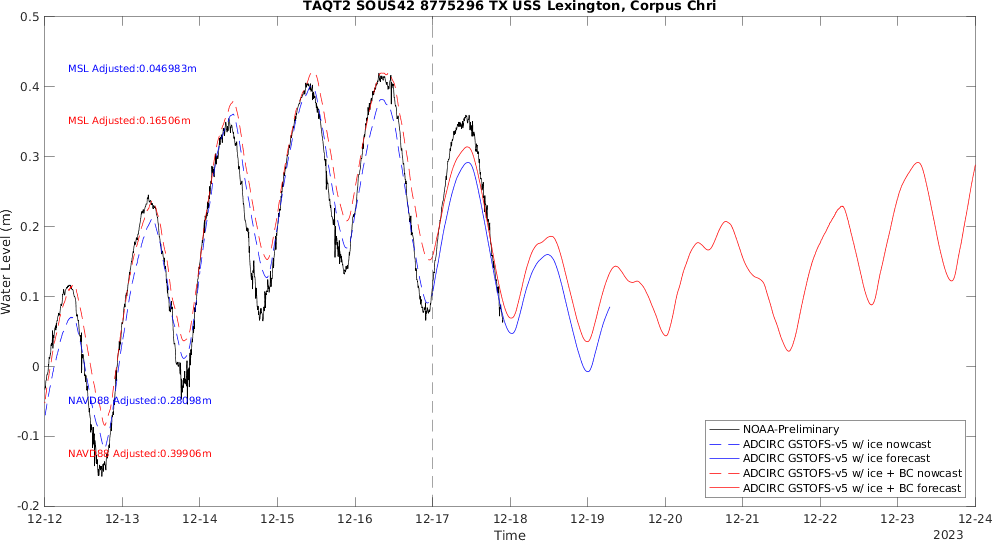 TAQT2 SOUS42 8775296 TX USS Lexington, Corpus Chri
0.5
0.4
0.3
0.2
0.1
0
-0.1
-0.2
Water Level (m)
MSL Adjusted:0.046983m
MSL Adjusted:0.16506m
NAVD88 Adjusted:0.28098m
NAVD88 Adjusted:0.39906m
NOAA-Preliminary
ADCIRC GSTOFS-v5 w/ ice nowcast
ADCIRC GSTOFS-v5 w/ ice forecast
ADCIRC GSTOFS-v5 w/ ice + BC nowcast
ADCIRC GSTOFS-v5 w/ ice + BC forecast
12-12 12-13 12-14 12-15 12-16 12-17 12-18 12-19 12-20 12-21 12-22 12-23 12-24
Time
2023